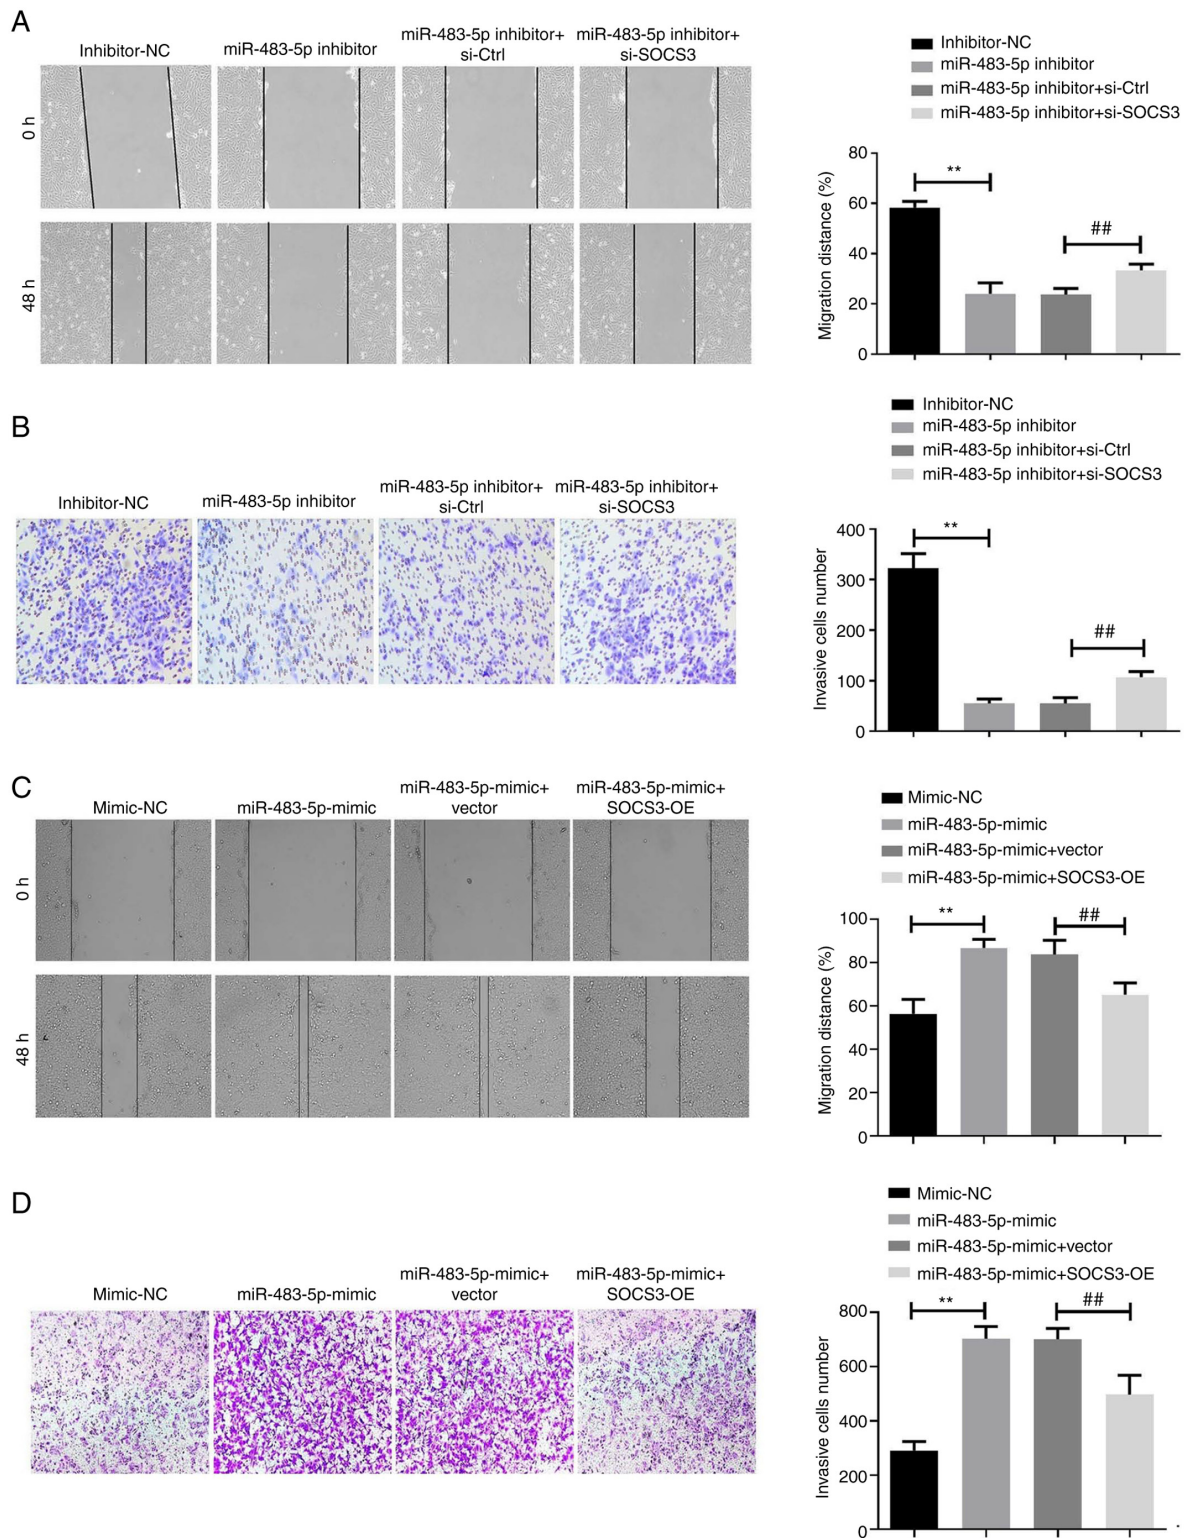 A
Inhibitor-NC
miR-483-5p inhibitor
miR-483-5p inhibitor+
si-Ctrl
miR-483-5p inhibitor+
si-SOCS3
0 h
48 h
Inhibitor-NC
miR-483-5p inhibitor
miR-483-5p inhibitor+si-Ctrl
miR-483-5p inhibitor+si-SOCS3
Migration distance (%)
80
60
40
20
0
**
##
B
Inhibitor-NC
miR-483-5p inhibitor
miR-483-5p inhibitor+
si-Ctrl
miR-483-5p inhibitor+
si-SOCS3
Inhibitor-NC
miR-483-5p inhibitor
miR-483-5p inhibitor+si-Ctrl
miR-483-5p inhibitor+si-SOCS3
Invasive cells number
400
300
200
100
0
**
##
C
Mimic-NC
miR-483-5p-mimic
miR-483-5p-mimic+
vector
miR-483-5p-mimic+
SOCS3-OE
0 h
48 h
Mimic-NC
miR-483-5p-mimic
miR-483-5p-mimic+vector
miR-483-5p-mimic+SOCS3-OE
Migration distance (%)
100
80
60
40
20
0
**
##
D
Mimic-NC
miR-483-5p-mimic
miR-483-5p-mimic+
vector
miR-483-5p-mimic+
SOCS3-OE
Mimic-NC
miR-483-5p-mimic
miR-483-5p-mimic+vector
miR-483-5p-mimic+SOCS3-OE
Invasive cells number
800
600
400
200
0
**
##